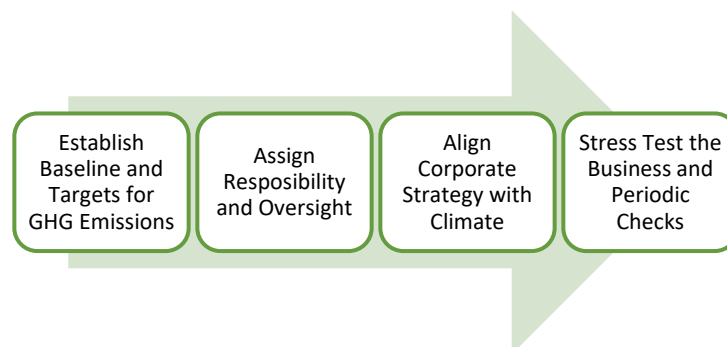 Establish
Baseline and
Targets for
GHG Emissions
Assign
Resposibility
and Oversight
Align
Corporate
Strategy with
Climate
Stress Test the
Business and
Periodic
Checks